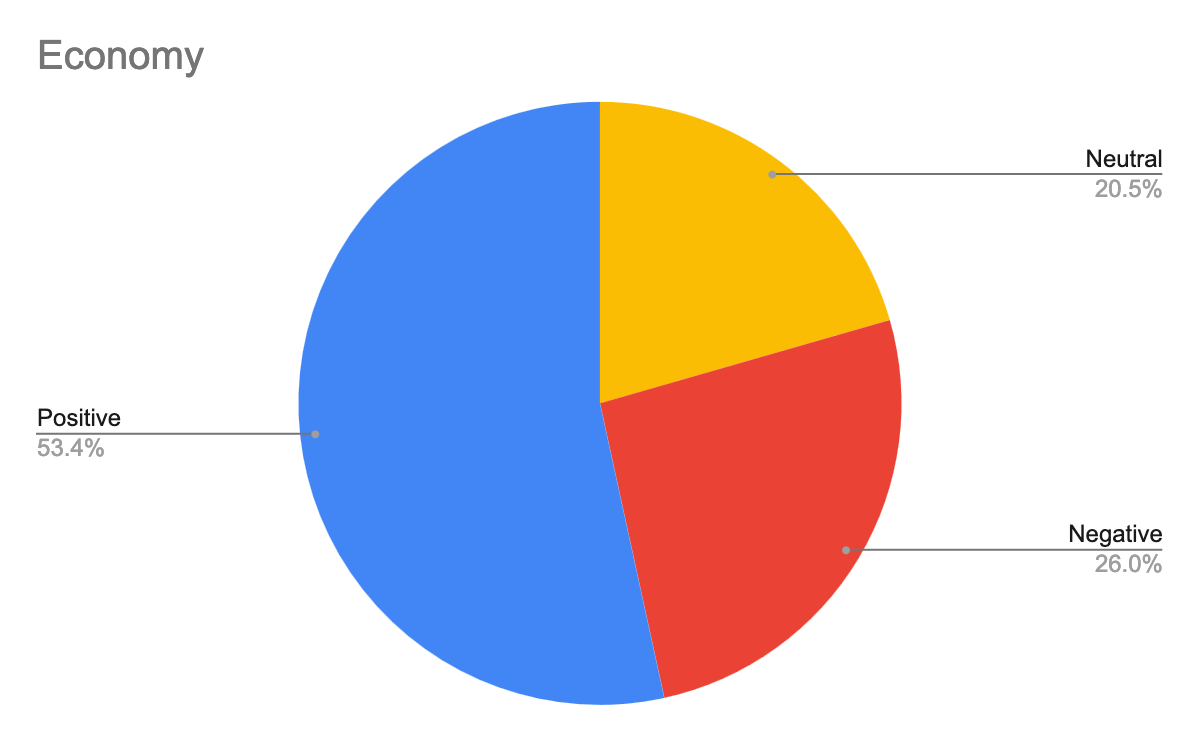 Economy
Neutral
20.5%
Positive
53.4%
Negative
26.0%